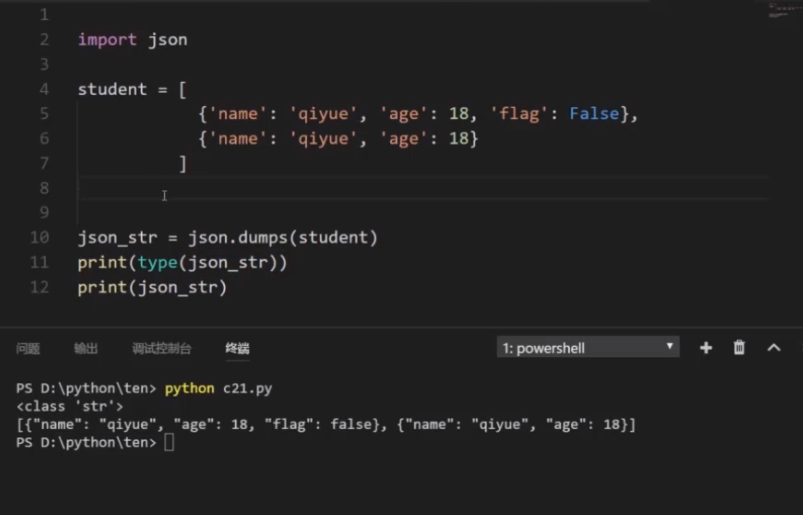 1
2 import json
3
4 student = [
5 {'name': 'qiyue', 'age': 18, 'flag': False},
6 {'name': 'qiyue', 'age': 18}
7 ]
8
9
10 json_str = json.dumps(student)
11 print(type(json_str))
12 print(json_str)
问题 输出 调试控制台 终端 1: powershell
PS D:\python\ten> python c21.py
<class 'str'>
[{"name": "qiyue", "age": 18, "flag": false}, {"name": "qiyue", "age": 18}]
PS D:\python\ten>